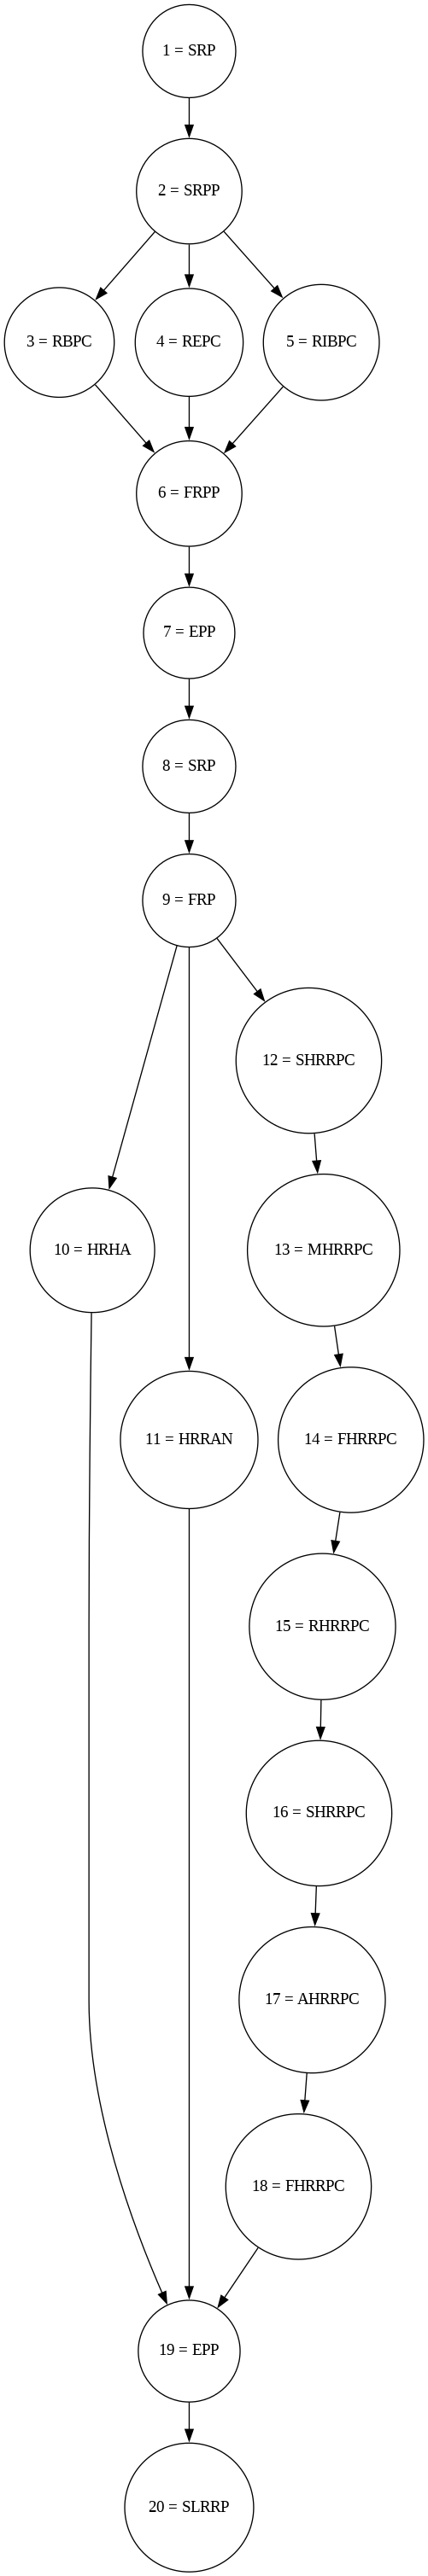 1 = SRP
2 = SRPP
3 = RBPC
4 = REPC
5 = RIBPC
6 = FRPP
7 = EPP
8 = SRP
9 = FRP
12 = SHRRPC
10 = HRHA
13 = MHRRPC
11 = HRRAN
14 = FHRRPC
15 = RHRRPC
16 = SHRRPC
17 = AHRRPC
18 = FHRRPC
19 = EPP
20 = SLRRP